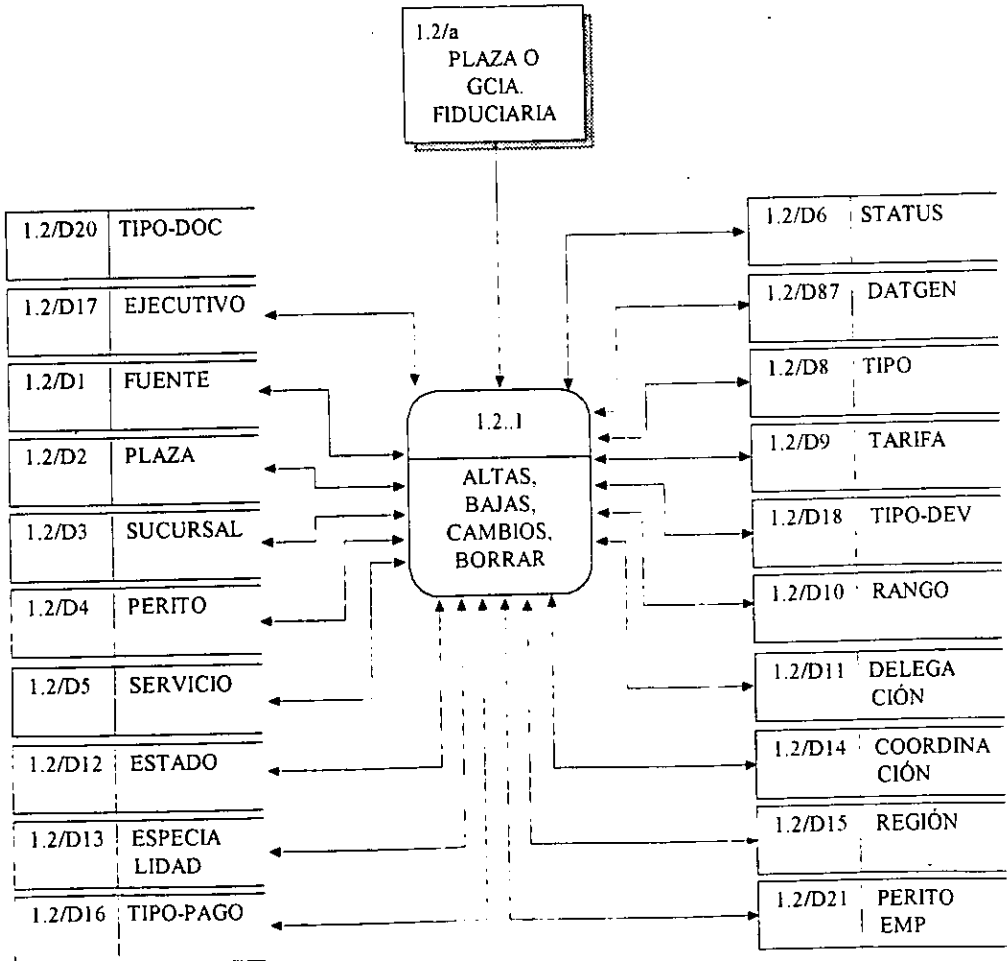 1.2/a
PLAZA O
GCIA.
FIDUCIARIA
1.2/D20 TIPO-DOC
1.2/D17 EJECUTIVO
1.2/D1 FUENTE
1.2/D2 PLAZA
1.2/D3 SUCURSAL
1.2/D4 PERITO
1.2/D5 SERVICIO
1.2/D12 ESTADO
1.2/D13 ESPECIA
LIDAD
1.2/D16 TIPO-PAGO
1.2..1
ALTAS,
BAJAS,
CAMBIOS,
BORRAR
1.2/D6 STATUS
1.2/D87 DATGEN
1.2/D8 TIPO
1.2/D9 TARIFA
1.2/D18 TIPO-DEV
1.2/D10 RANGO
1.2/D11 DELEGA
CIÓN
1.2/D14 COORDINA
CIÓN
1.2/D15 REGIÓN
1.2/D21 PERITO
EMP